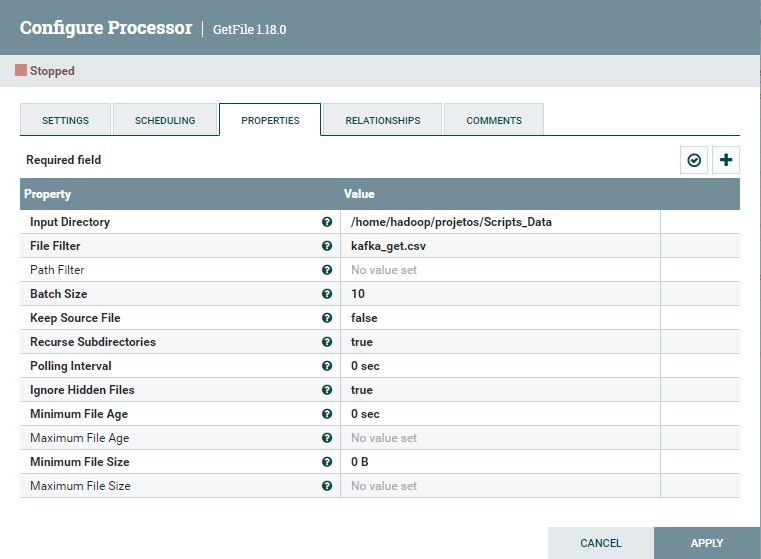 Configure Processor | GetFile 1.18.0
Stopped
SETTINGS SCHEDULING PROPERTIES RELATIONSHIPS COMMENTS
Required field
Property Value
Input Directory /home/hadoop/projetos/Scripts_Data
File Filter kafka_get.csv
Path Filter No value set
Batch Size 10
Keep Source File false
Recurse Subdirectories true
Polling Interval 0 sec
Ignore Hidden Files true
Minimum File Age 0 sec
Maximum File Age No value set
Minimum File Size 0 B
Maximum File Size No value set
CANCEL APPLY